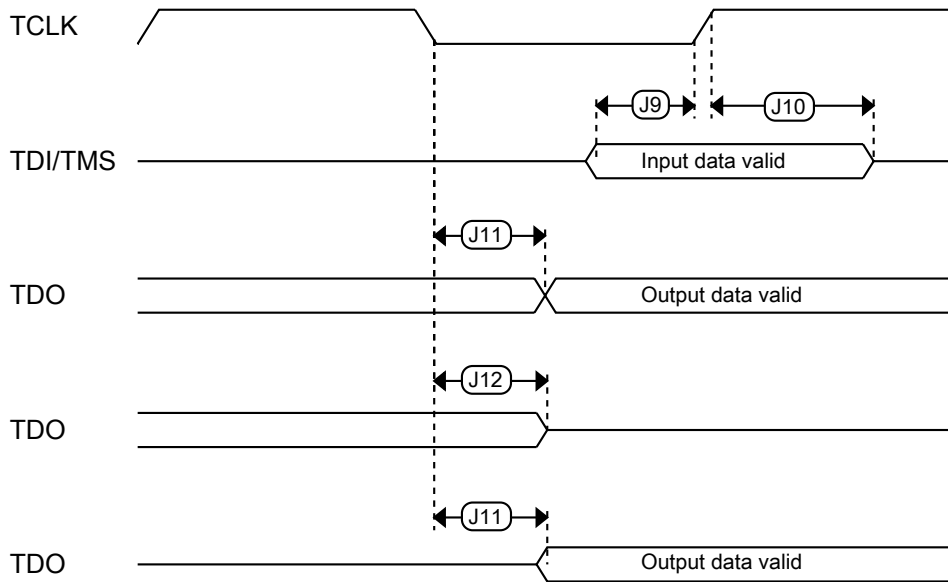 TCLK
J9
J10
TDI/TMS
Input data valid
J11
TDO
Output data valid
J12
TDO
J11
TDO
Output data valid